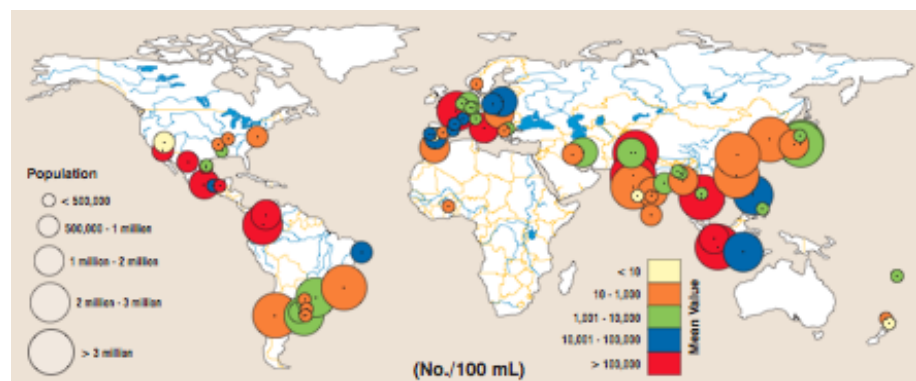 Population
< 500,000
500,000 - 1 million
1 million - 2 million
2 million - 3 million
> 3 million
(No./100 mL)
< 10
10 - 1,000
1,001 - 10,000
10,001 - 100,000
> 100,000
Mean Value